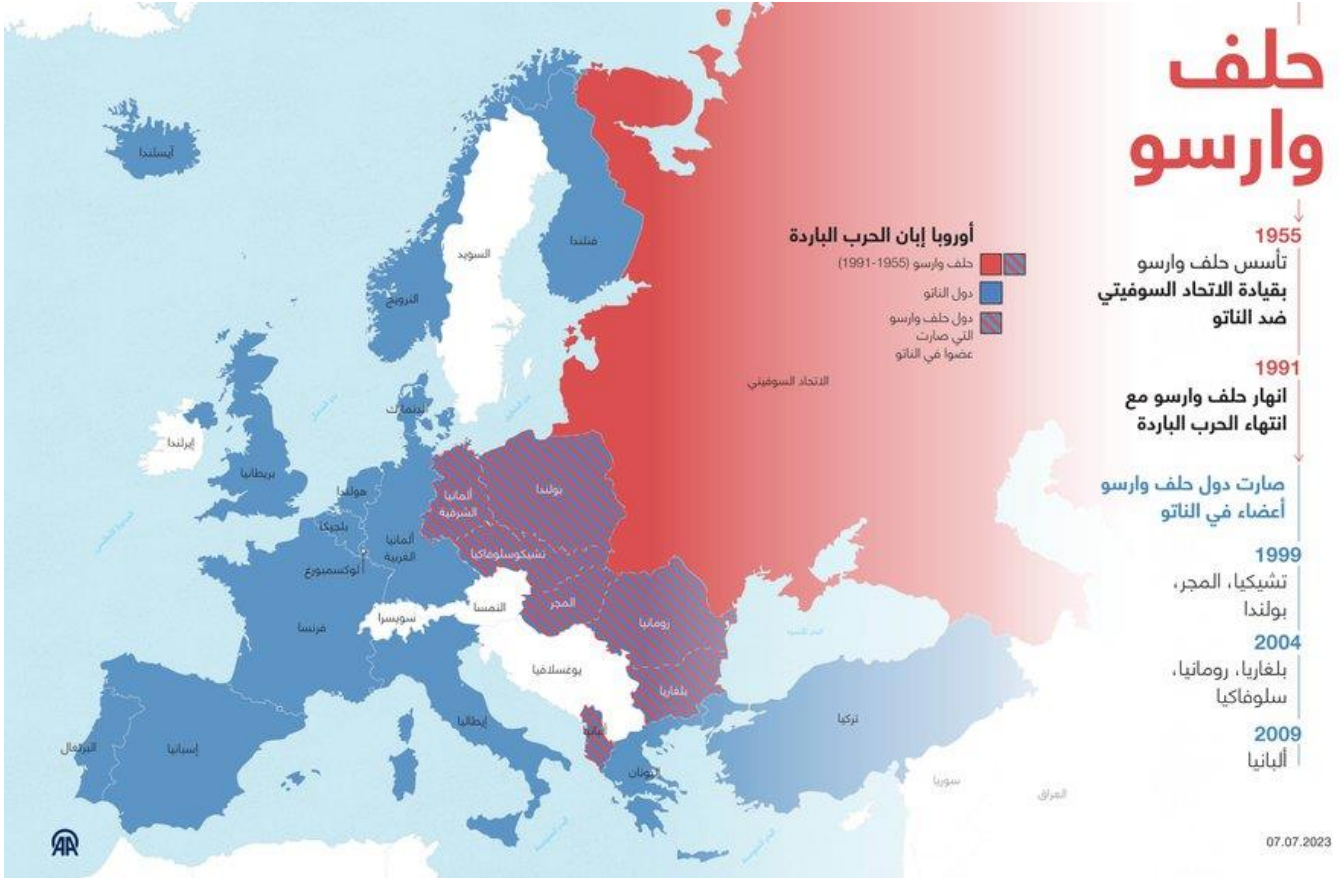 حلف
وارسو
1955
تأسس حلف وارسو
بقيادة الاتحاد السوفيتي
ضد الناتو
1991
انهار حلف وارسو مع
انتهاء الحرب الباردة
صارت دول حلف وارسو
أعضاء في الناتو
1999
تشيكيا، المجر،
بولندا
2004
بلغاريا، رومانيا،
سلوفاكيا
2009
ألبانيا
أوروبا إبان الحرب الباردة
حلف وارسو (1955-1991)
دول الناتو
دول حلف وارسو
التي صارت
عضوا في الناتو
آيسلندا
السويد
فنلندا
النرويج
الاتحاد السوفيتي
الدنمارك
إيرلندا
بريطانيا
هولندا
بلجيكا
لوكسمبورغ
ألمانيا
الغربية
ألمانيا
الشرقية
بولندا
تشيكوسلوفاكيا
النمسا
المجر
سويسرا
فرنسا
رومانيا
يوغسلافيا
بلغاريا
ألبانيا
إيطاليا
البرتغال
إسبانيا
اليونان
تركيا
سوريا
العراق
البحر الأسود
AA
07.07.2023